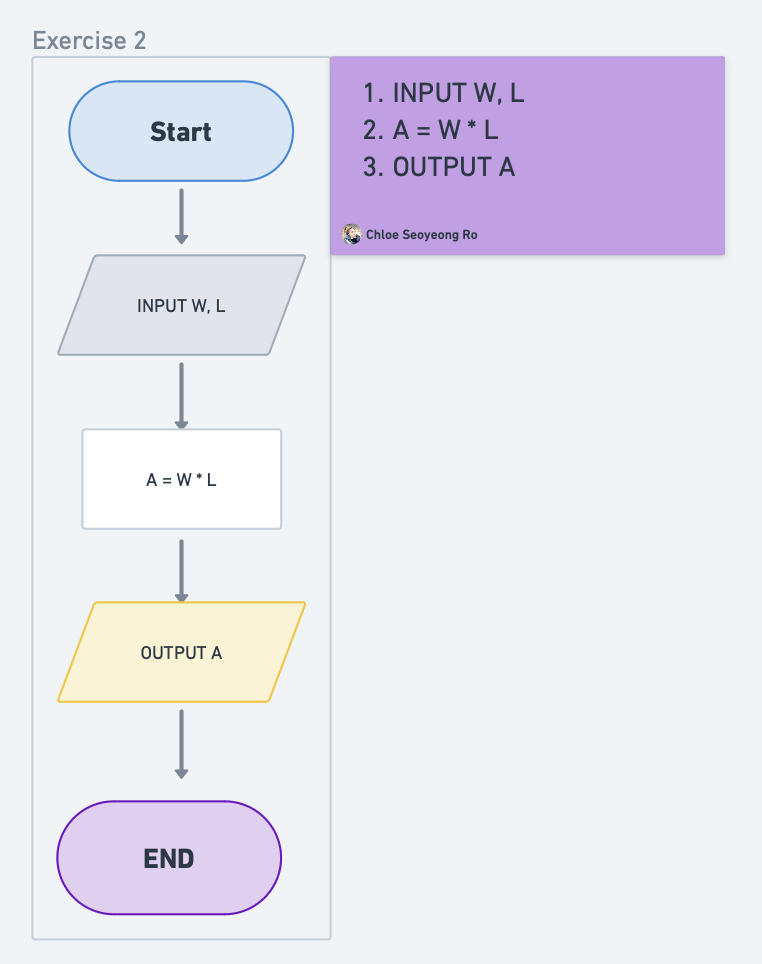 Exercise 2
Start
INPUT W, L
A = W * L
OUTPUT A
END
1. INPUT W, L
2. A = W * L
3. OUTPUT A
Chloe Seoyeong Ro